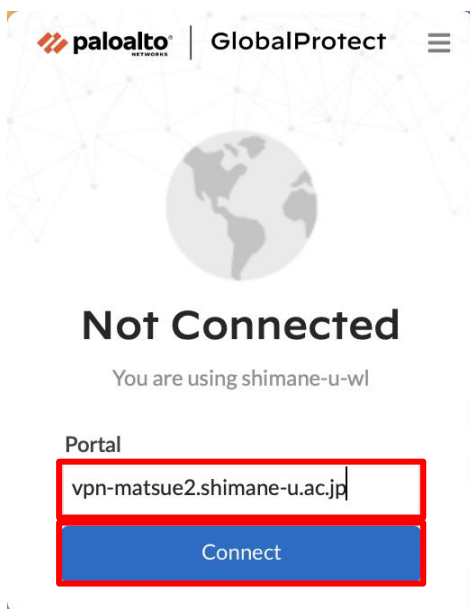 paloalto NETWORKS GlobalProtect
Not Connected
You are using shimane-u-wl
Portal
vpn-matsue2.shimane-u.ac.jp
Connect